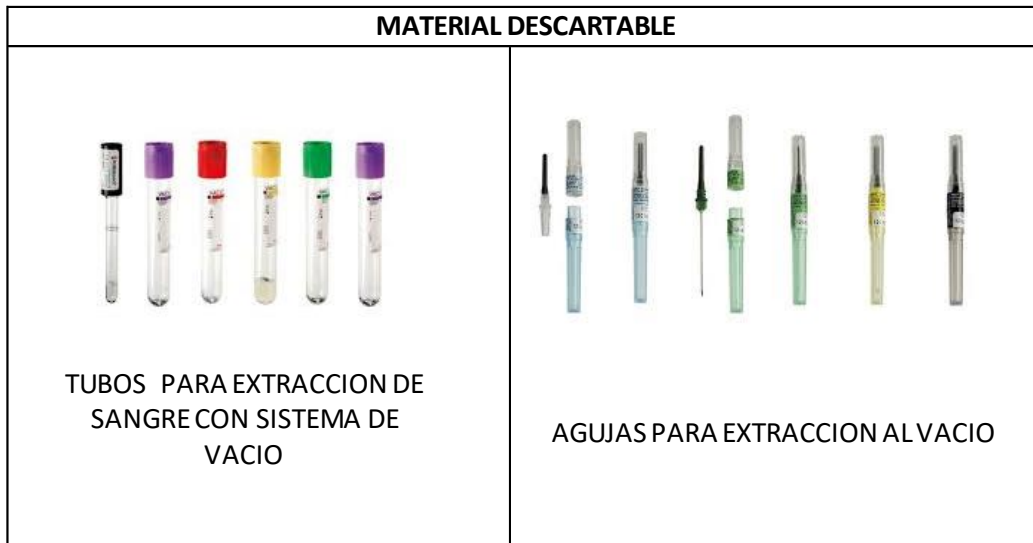 MATERIAL DESCARTABLE
TUBOS PARA EXTRACCION DE
SANGRE CON SISTEMA DE
VACIO
AGUJAS PARA EXTRACCION AL VACIO